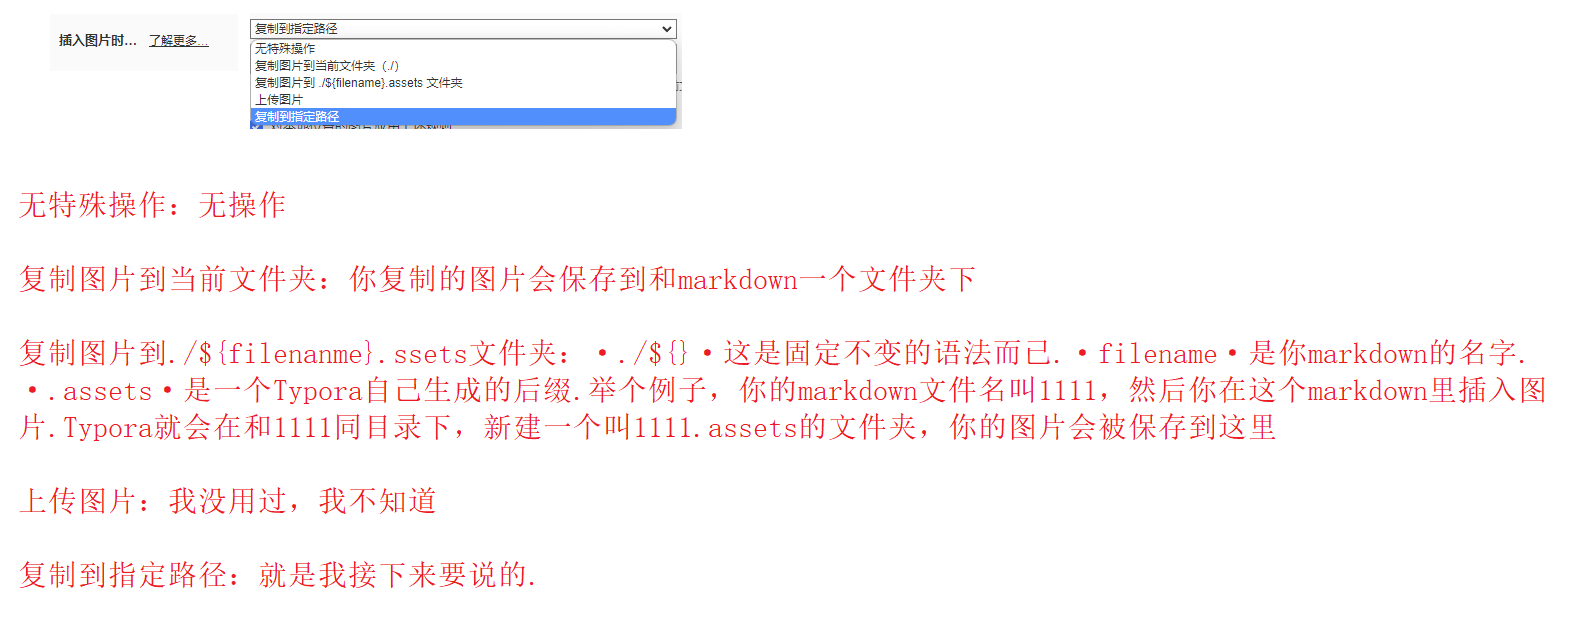 插入图片时... 了解更多...
复制到指定路径
无特殊操作
复制图片到当前文件夹（./）
复制图片到 ./${filename}.assets 文件夹
上传图片
复制到指定路径
无特殊操作：无操作
复制图片到当前文件夹：你复制的图片会保存到和markdown一个文件夹下
复制图片到./${filenanme}.ssets文件夹：·./${}·这是固定不变的语法而已.·filename·是你markdown的名字.
·.assets·是一个Typora自己生成的后缀.举个例子，你的markdown文件名叫1111，然后你在这个markdown里插入图
片.Typora就会在和1111同目录下，新建一个叫1111.assets的文件夹，你的图片会被保存到这里
上传图片：我没用过，我不知道
复制到指定路径：就是我接下来要说的.